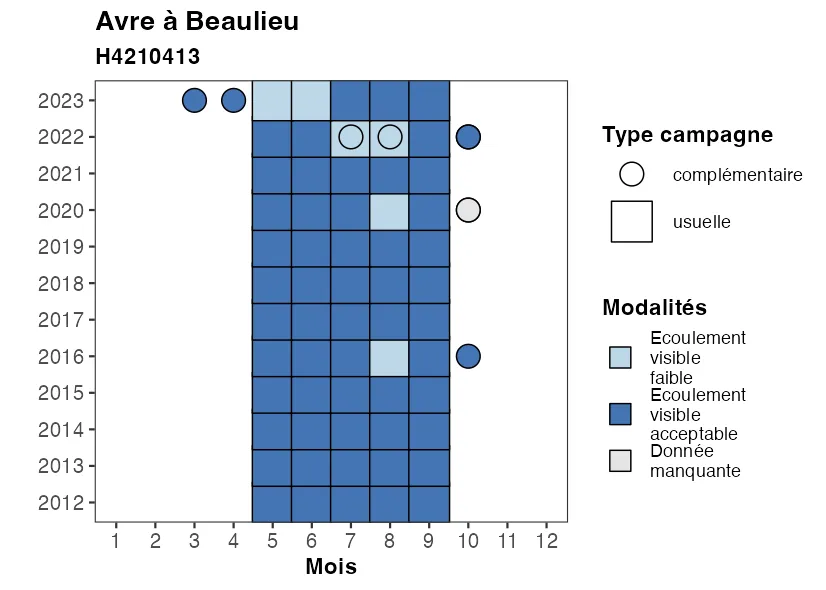 Avre à Beaulieu
H4210413
2023
2022
2021
2020
2019
2018
2017
2016
2015
2014
2013
2012
1 2 3 4 5 6 7 8 9 10 11 12
Mois
Type campagne
complémentaire
usuelle
Modalités
Ecoulement
visible
faible
Ecoulement
visible
acceptable
Donnée
manquante